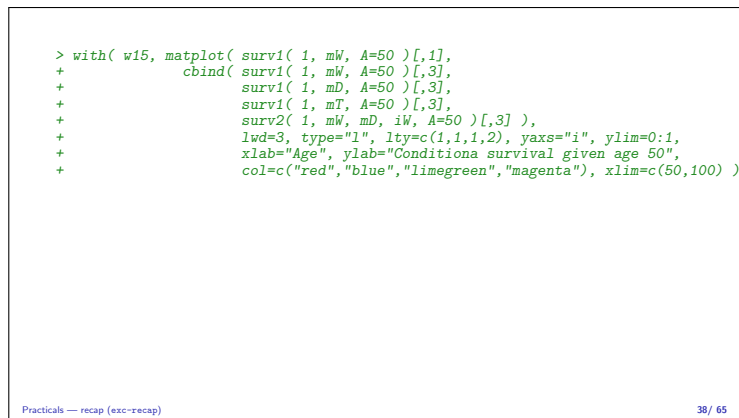 > with( w15, matplot( surv1( 1, mW, A=50 )[,1],
+ cbind( surv1( 1, mW, A=50 )[,3],
+ surv1( 1, mD, A=50 )[,3],
+ surv1( 1, mT, A=50 )[,3],
+ surv2( 1, mW, mD, iW, A=50 )[,3] ),
+ lwd=3, type="l", lty=c(1,1,1,2), yaxs="i", ylim=0:1,
+ xlab="Age", ylab="Conditiona survival given age 50",
+ col=c("red","blue","limegreen","magenta"), xlim=c(50,100) )
Practicals — recap (exc-recap) 38/ 65